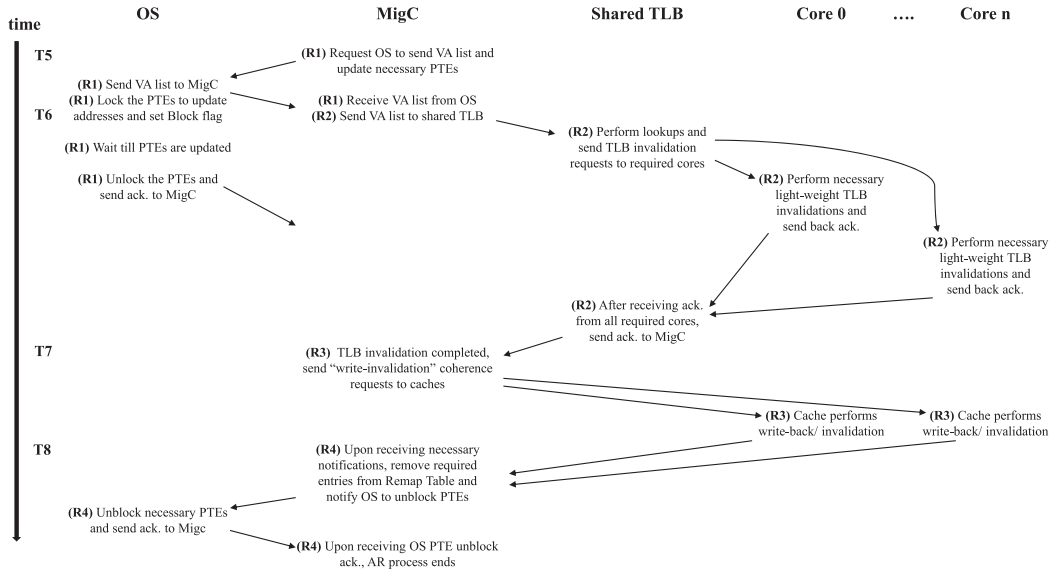 OS
MigC
Shared TLB
Core 0
....
Core n
time
T5
(R1) Request OS to send VA list and
update necessary PTEs
(R1) Send VA list to MigC
(R1) Lock the PTEs to update
addresses and set Block flag
T6
(R1) Receive VA list from OS
(R2) Send VA list to shared TLB
(R2) Perform lookups and
send TLB invalidation
requests to required cores
(R1) Wait till PTEs are updated
(R1) Unlock the PTEs and
send ack. to MigC
(R2) Perform necessary
light-weight TLB
invalidations and
send back ack.
(R2) Perform necessary
light-weight TLB
invalidations and
send back ack.
(R2) After receiving ack.
from all required cores,
send ack. to MigC
T7
(R3) TLB invalidation completed,
send “write-invalidation” coherence
requests to caches
(R3) Cache performs
write-back/ invalidation
(R3) Cache performs
write-back/ invalidation
T8
(R4) Upon receiving necessary
notifications, remove required
entries from Remap Table and
notify OS to unblock PTEs
(R4) Unblock necessary PTEs
and send ack. to Migc
(R4) Upon receiving OS PTE unblock
ack., AR process ends